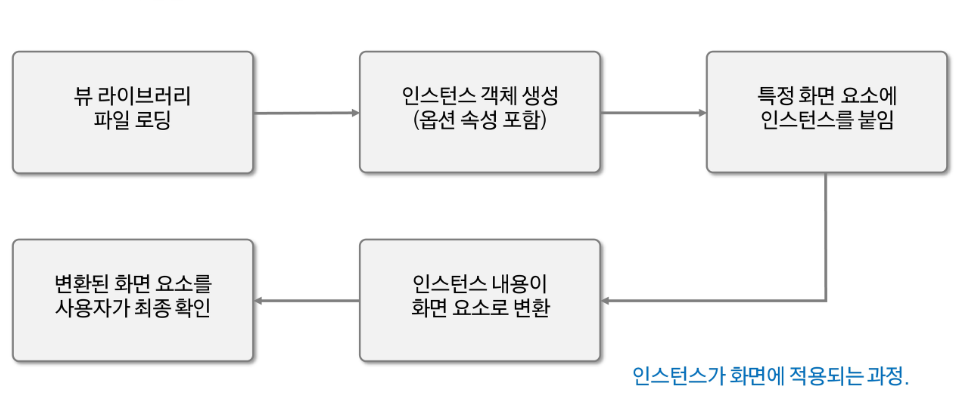 뷰 라이브러리
파일 로딩
인스턴스 객체 생성
(옵션 속성 포함)
특정 화면 요소에
인스턴스를 붙임
변환된 화면 요소를
사용자가 최종 확인
인스턴스 내용이
화면 요소로 변환
인스턴스가 화면에 적용되는 과정.